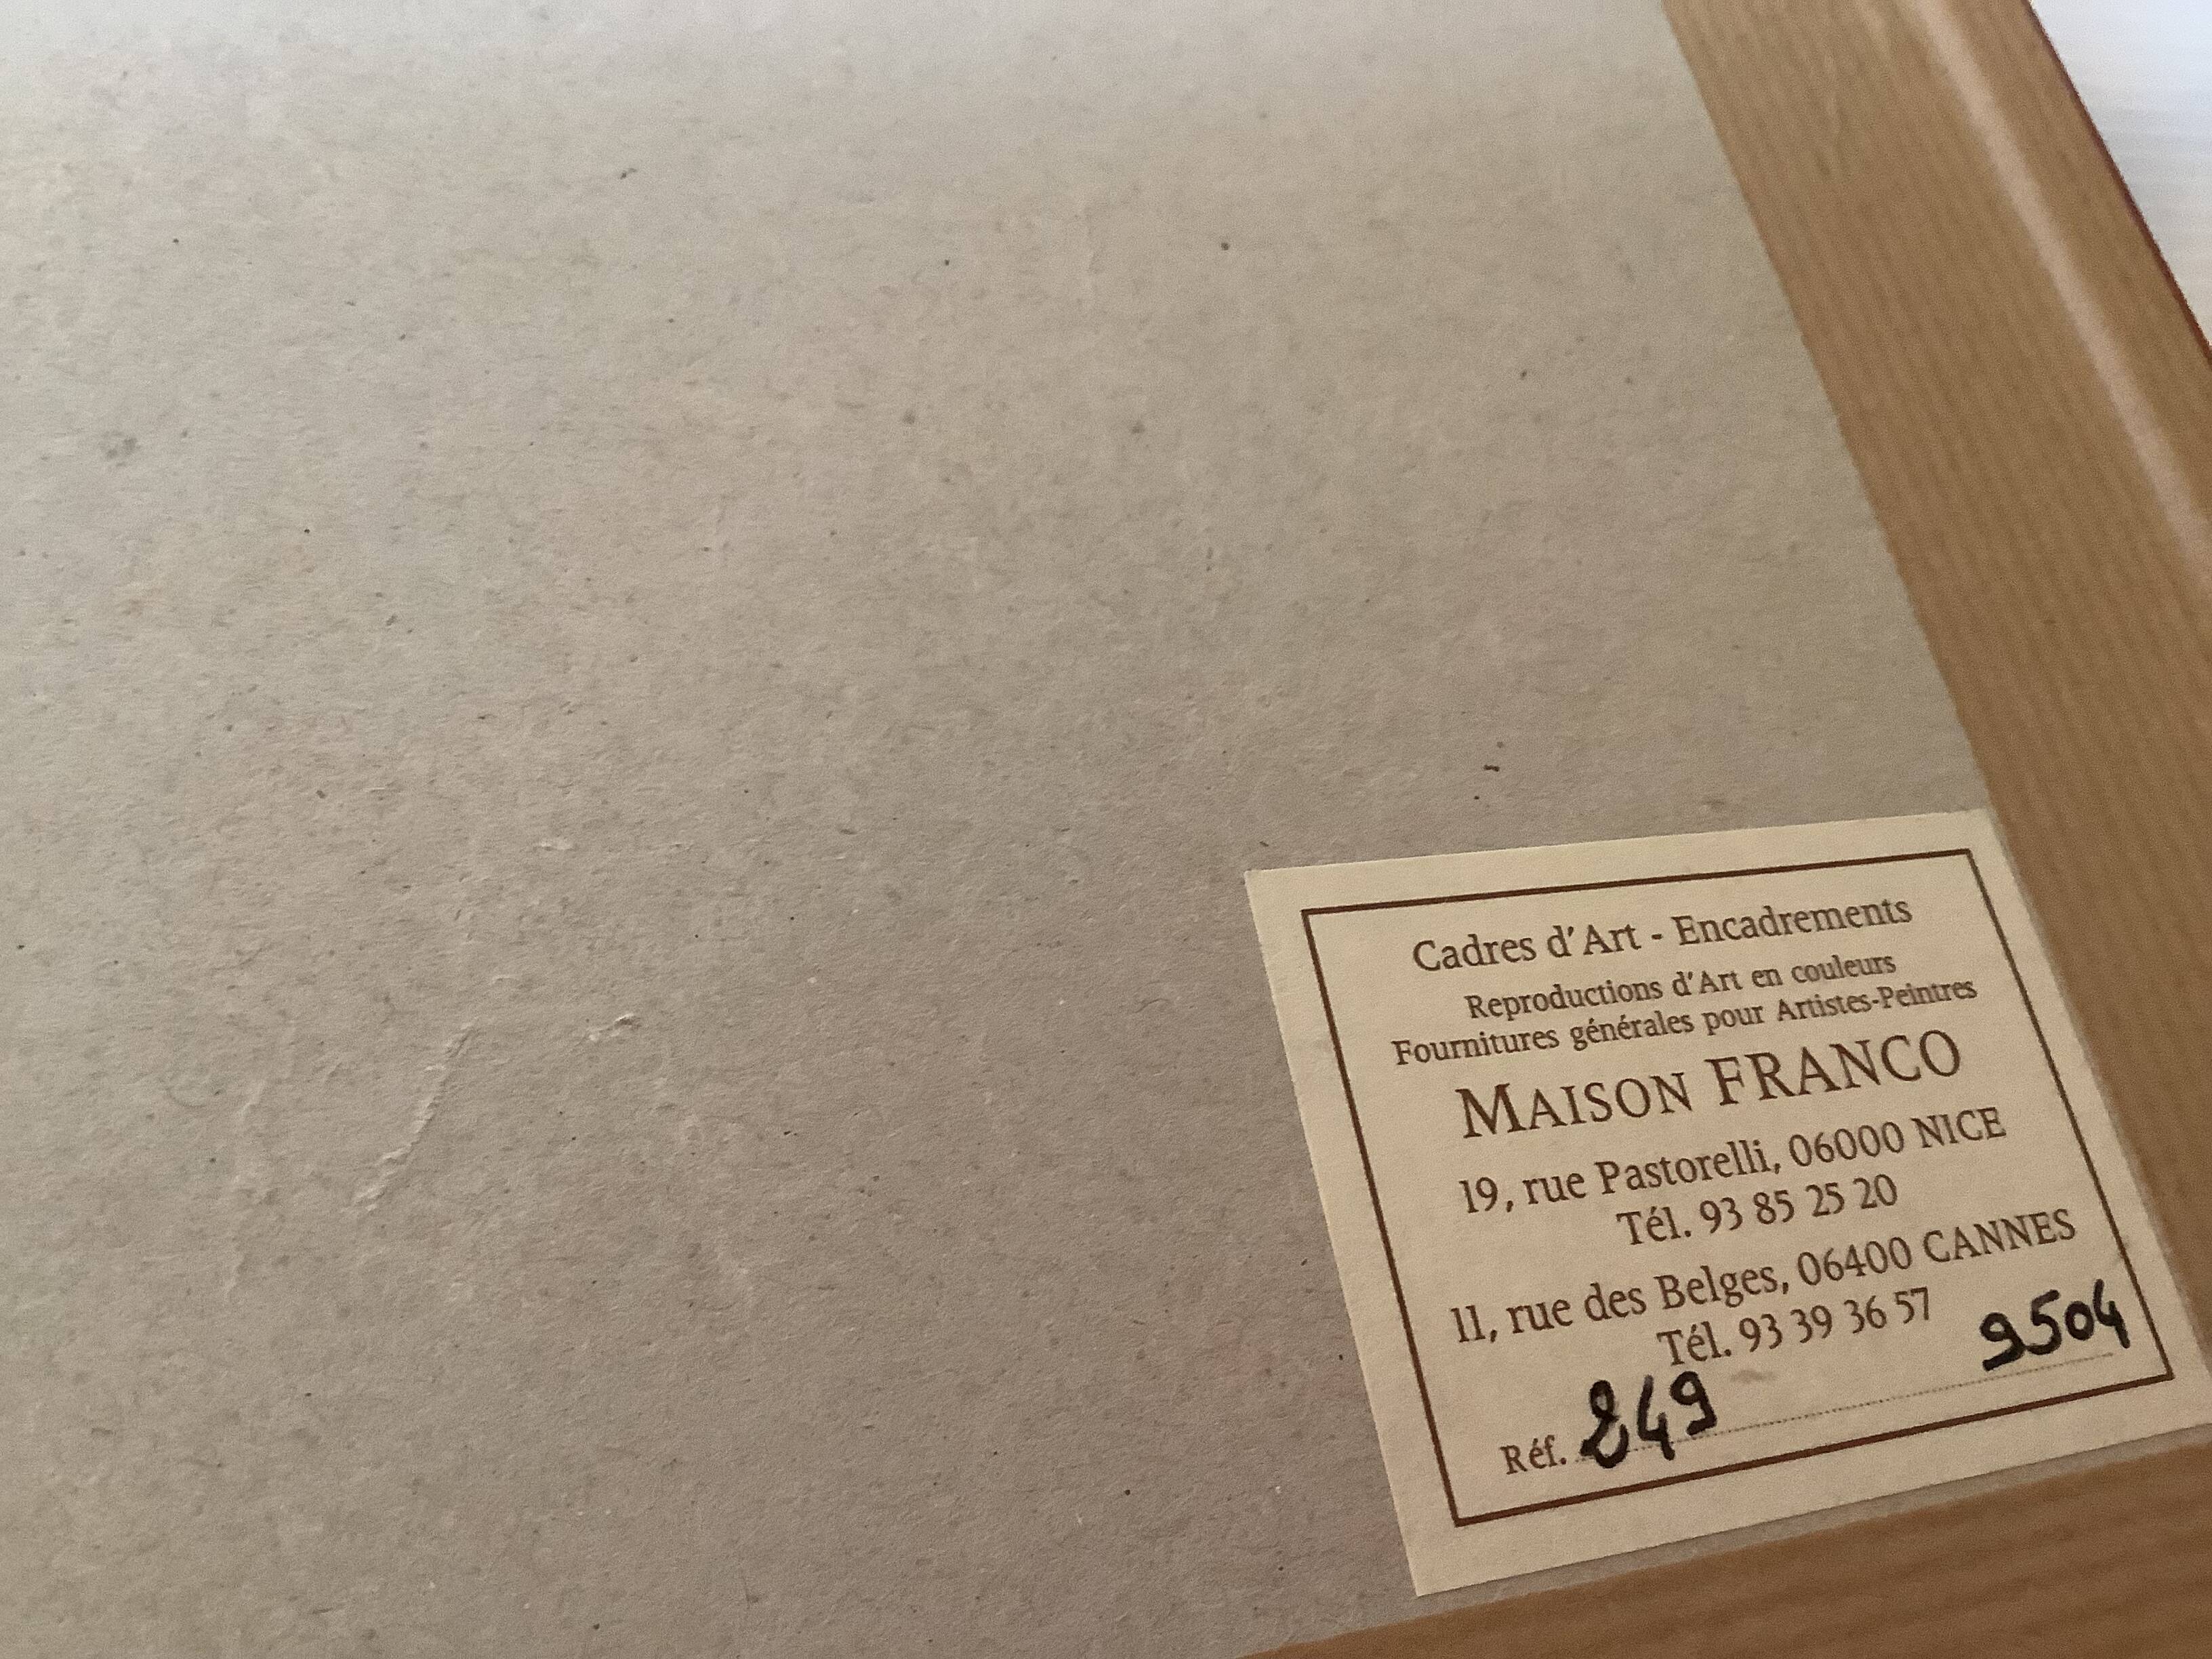 Cadres d'Art - Encadrements
Reproductions d'Art en couleurs
Fournitures générales pour Artistes-Peintres
MAISON FRANCO
19, rue Pastorelli, 06000 NICE
Tél. 93 85 25 20
11, rue des Belges, 06400 CANNES
Tél. 93 39 36 57
Réf. 249 9504